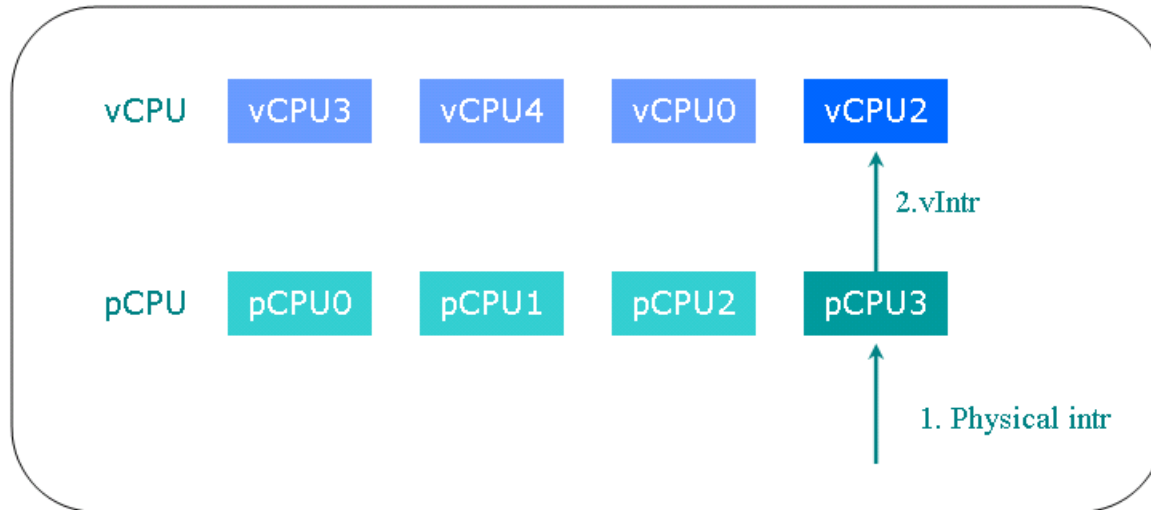 vCPU vCPU3 vCPU4 vCPU0 vCPU2
2.vIntr
pCPU pCPU0 pCPU1 pCPU2 pCPU3
1. Physical intr